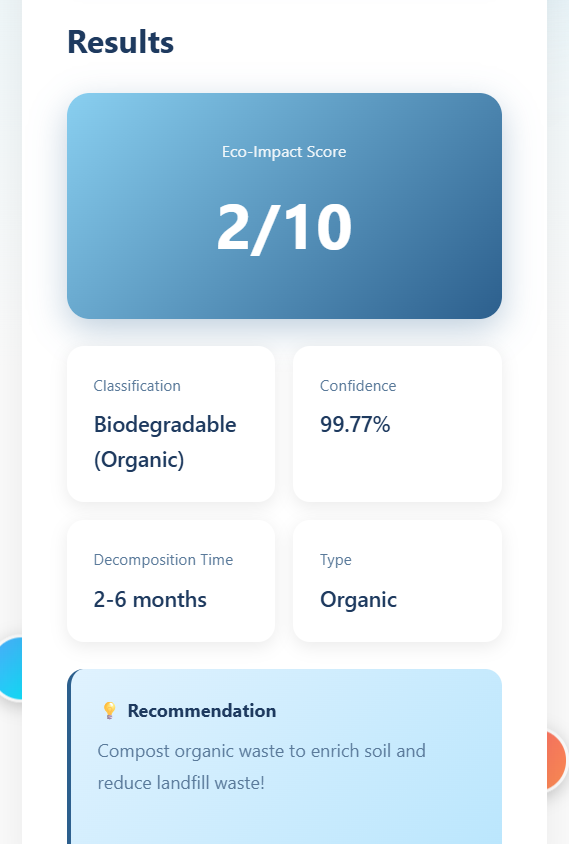 Results
Eco-Impact Score
2/10
Classification
Biodegradable
(Organic)
Confidence
99.77%
Decomposition Time
2-6 months
Type
Organic
💡 Recommendation
Compost organic waste to enrich soil and
reduce landfill waste!